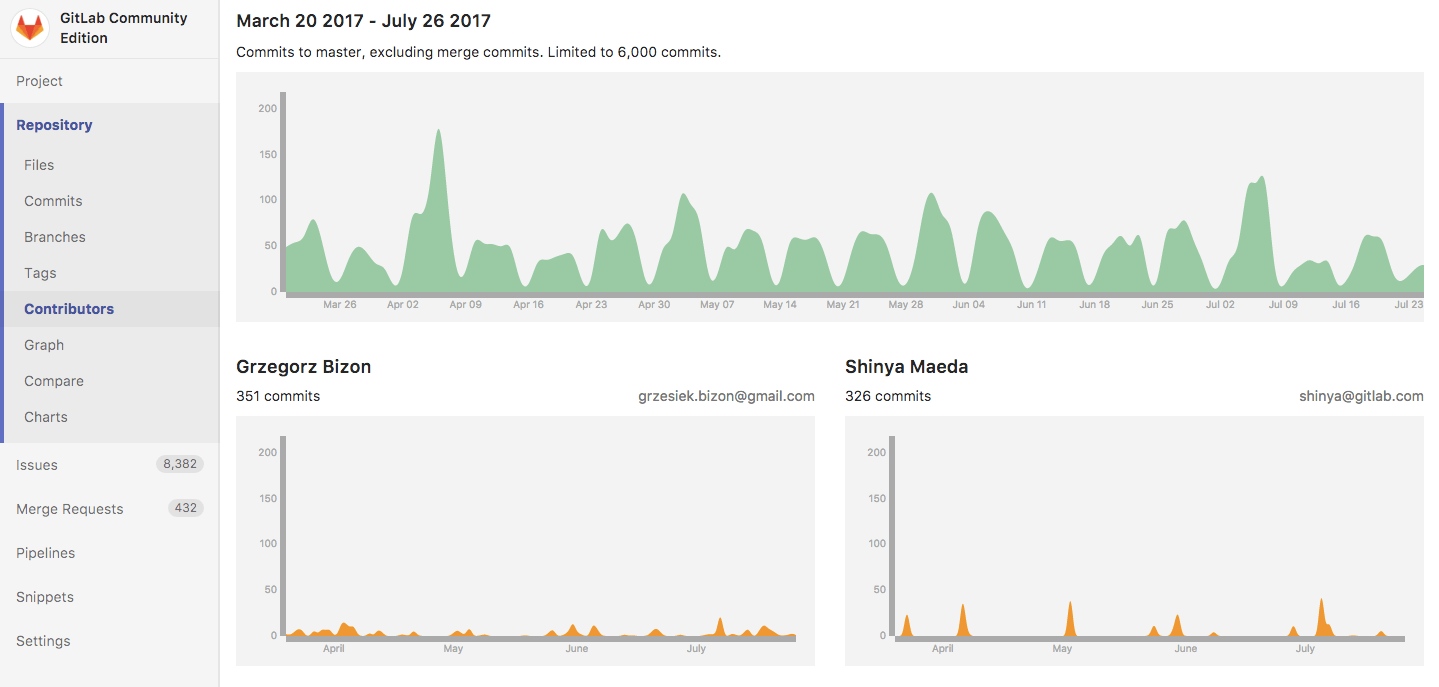 GitLab Community
Edition
Project
Repository
Files
Commits
Branches
Tags
Contributors
Graph
Compare
Charts
Issues 8,382
Merge Requests 432
Pipelines
Snippets
Settings
March 20 2017 - July 26 2017
Commits to master, excluding merge commits. Limited to 6,000 commits.
200
150
100
50
0
Mar 26 Apr 02 Apr 09 Apr 16 Apr 23 Apr 30 May 07 May 14 May 21 May 28 Jun 04 Jun 11 Jun 18 Jun 25 Jul 02 Jul 09 Jul 16 Jul 23
Grzegorz Bizon
351 commits grzesiek.bizon@gmail.com
200
150
100
50
0
April May June July
Shinya Maeda
326 commits shinya@gitlab.com
200
150
100
50
0
April May June July